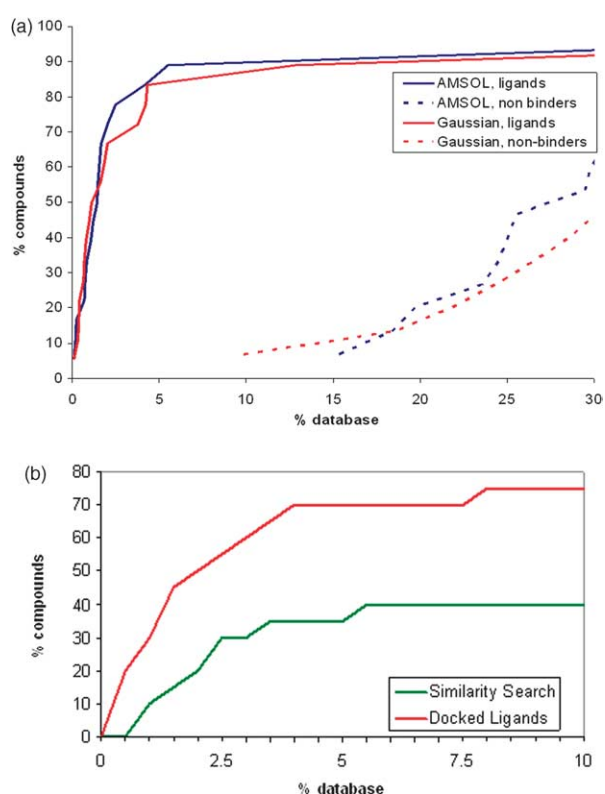 (a)
% compounds
100
90
80
70
60
50
40
30
20
10
0
AMSOL, ligands
AMSOL, non binders
Gaussian, ligands
Gaussian, non-binders
0 5 10 15 20 25 30
% database
(b)
% compounds
80
70
60
50
40
30
20
10
0
Similarity Search
Docked Ligands
0 2.5 5 7.5 10
% database